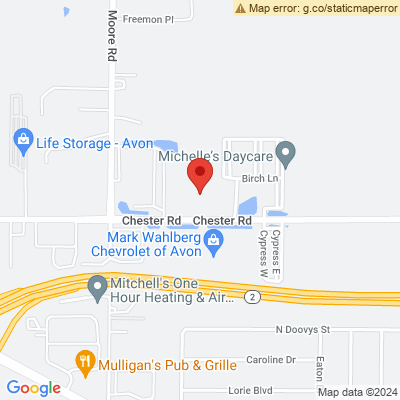 Map error: g.co/staticmaperror
Freemon Pl
Moore Rd
Life Storage - Avon
Michelle's Daycare
Birch Ln
Chester Rd
Chester Rd
Mark Wahlberg
Chevrolet of Avon
Cypress E
Cypress W
Mitchell's One
Hour Heating & Air...
2
N Doovys St
Mulligan's Pub & Grille
Caroline Dr
Eaton
Lorie Blvd
Google
Map data ©2024